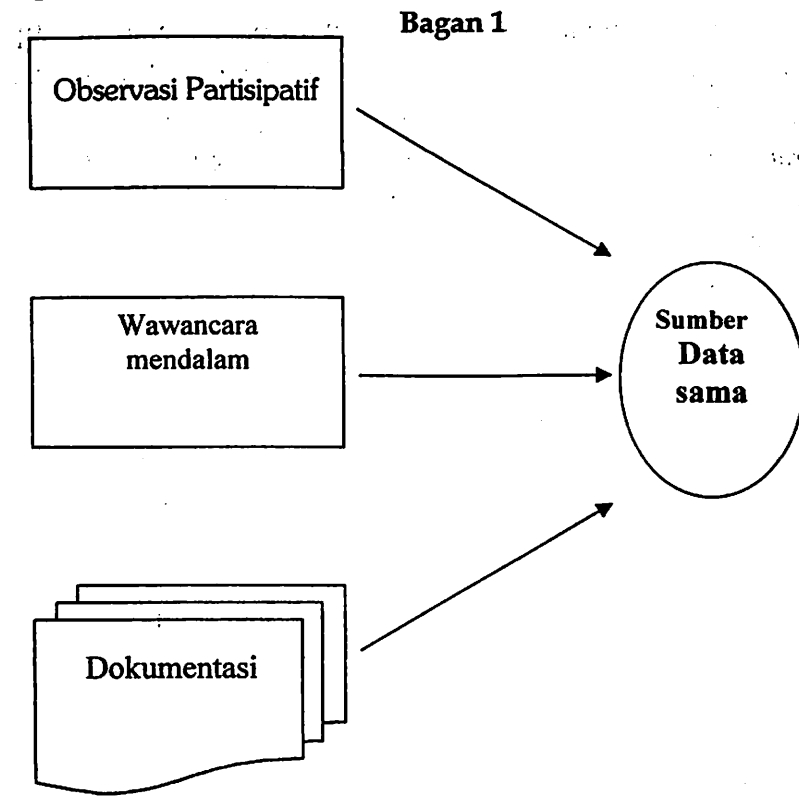 Bagan 1
Observasi Partisipatif
Wawancara
mendalam
Sumber
Data
sama
Dokumentasi